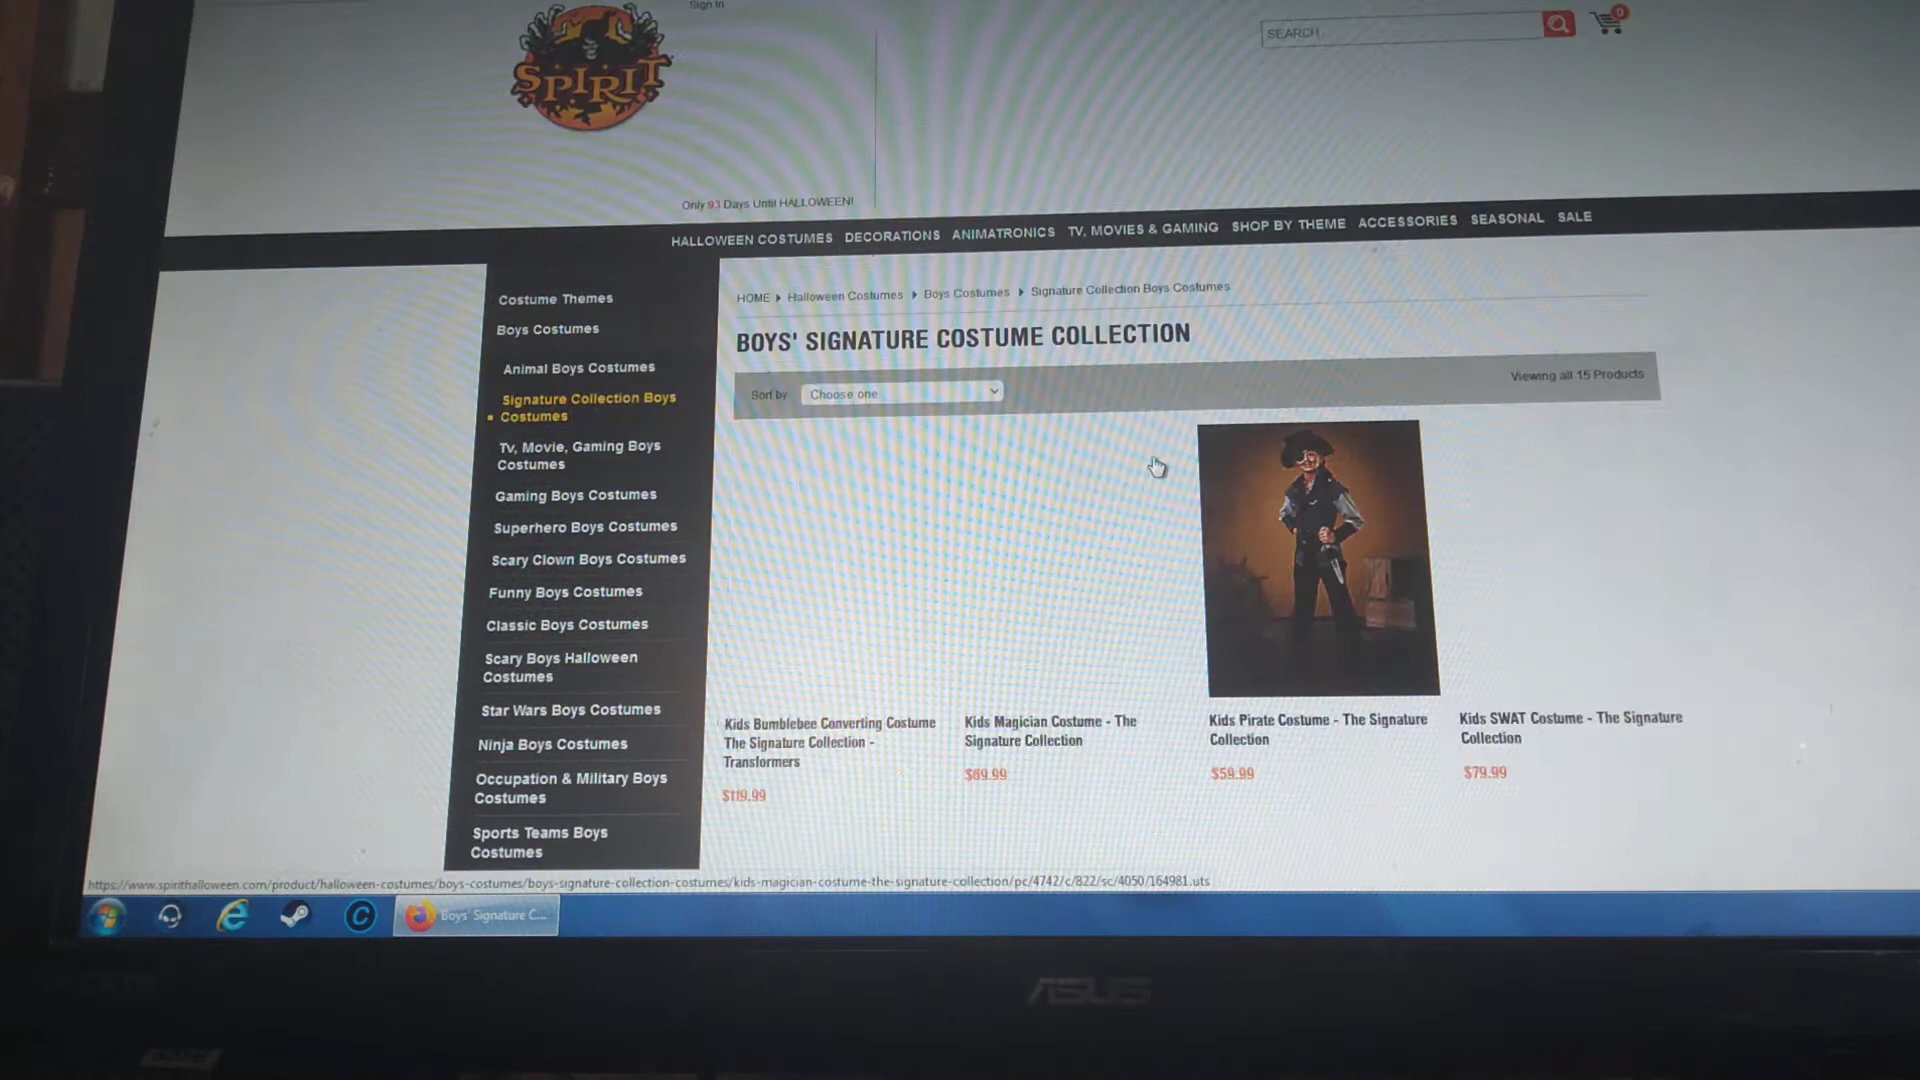 Sign In
SPIRIT
SEARCH
0
Only 93 Days Until HALLOWEEN!
HALLOWEEN COSTUMES DECORATIONS ANIMATRONICS TV, MOVIES & GAMING SHOP BY THEME ACCESSORIES SEASONAL SALE
Costume Themes
Boys Costumes
Animal Boys Costumes
Signature Collection Boys
Costumes
Tv, Movie, Gaming Boys
Costumes
Gaming Boys Costumes
Superhero Boys Costumes
Scary Clown Boys Costumes
Funny Boys Costumes
Classic Boys Costumes
Scary Boys Halloween
Costumes
Star Wars Boys Costumes
Ninja Boys Costumes
Occupation & Military Boys
Costumes
Sports Teams Boys
Costumes
HOME Halloween Costumes Boys Costumes Signature Collection Boys Costumes
BOYS' SIGNATURE COSTUME COLLECTION
Sort by Choose one
Viewing all 15 Products
Kids Bumblebee Converting Costume
The Signature Collection -
Transformers
$119.99
Kids Magician Costume - The
Signature Collection
$69.99
Kids Pirate Costume - The Signature
Collection
$59.99
Kids SWAT Costume - The Signature
Collection
$79.99
https://www.spirithalloween.com/product/halloween-costumes/boys-costumes/boys-signature-collection-costumes/kids-magician-costume-the-signature-collection/pc/4742/c/822/sc/4050/164981.uts
Boys' Signature C...
ASUS